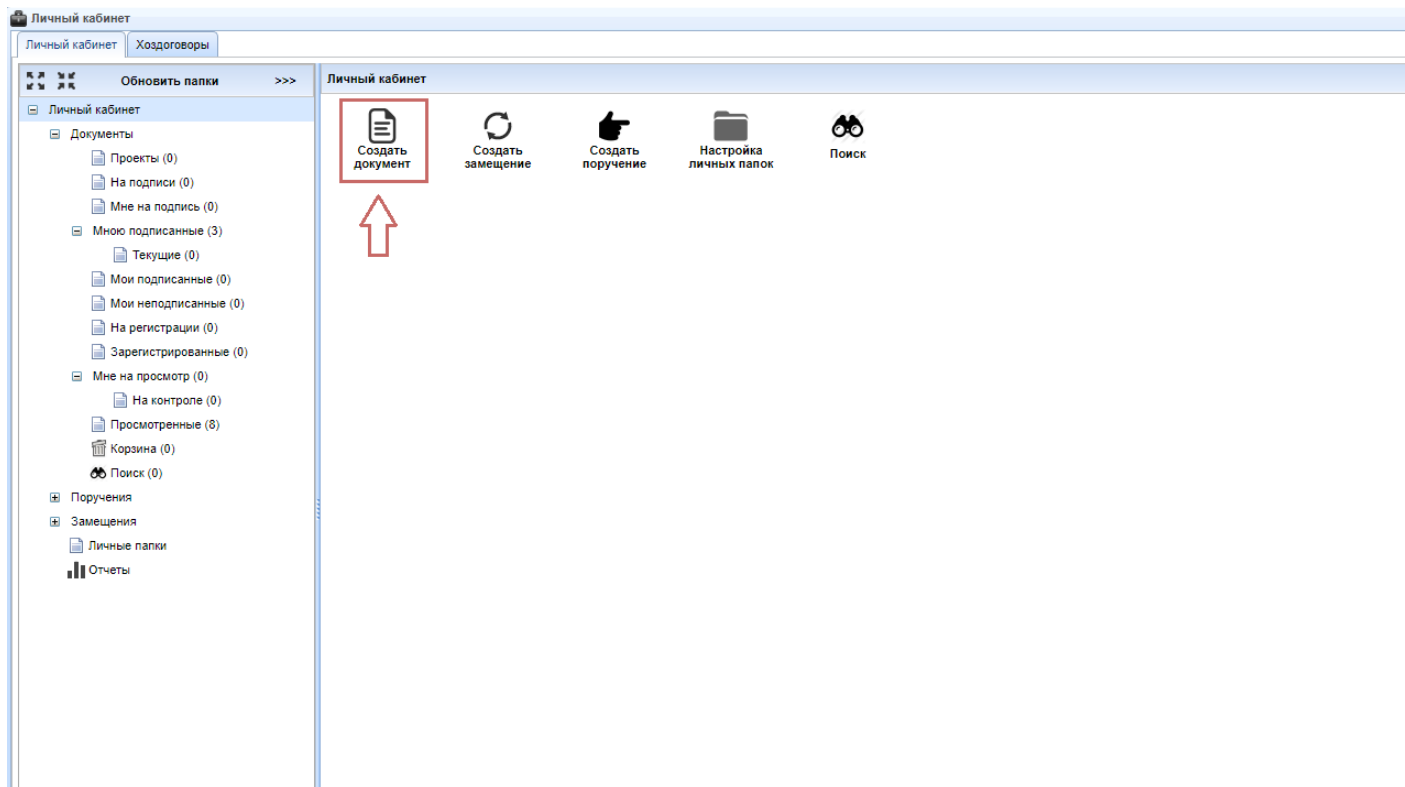 Личный кабинет
Личный кабинет Хоздоговоры
Обновить папки >>>
Личный кабинет
Документы
Проекты (0)
На подписи (0)
Мне на подпись (0)
Мною подписанные (3)
Текущие (0)
Мои подписанные (0)
Мои неподписанные (0)
На регистрации (0)
Зарегистрированные (0)
Мне на просмотр (0)
На контроле (0)
Просмотренные (8)
Корзина (0)
Поиск (0)
Поручения
Замещения
Личные папки
Отчеты
Личный кабинет
Создать
документ
Создать
замещение
Создать
поручение
Настройка
личных папок
Поиск